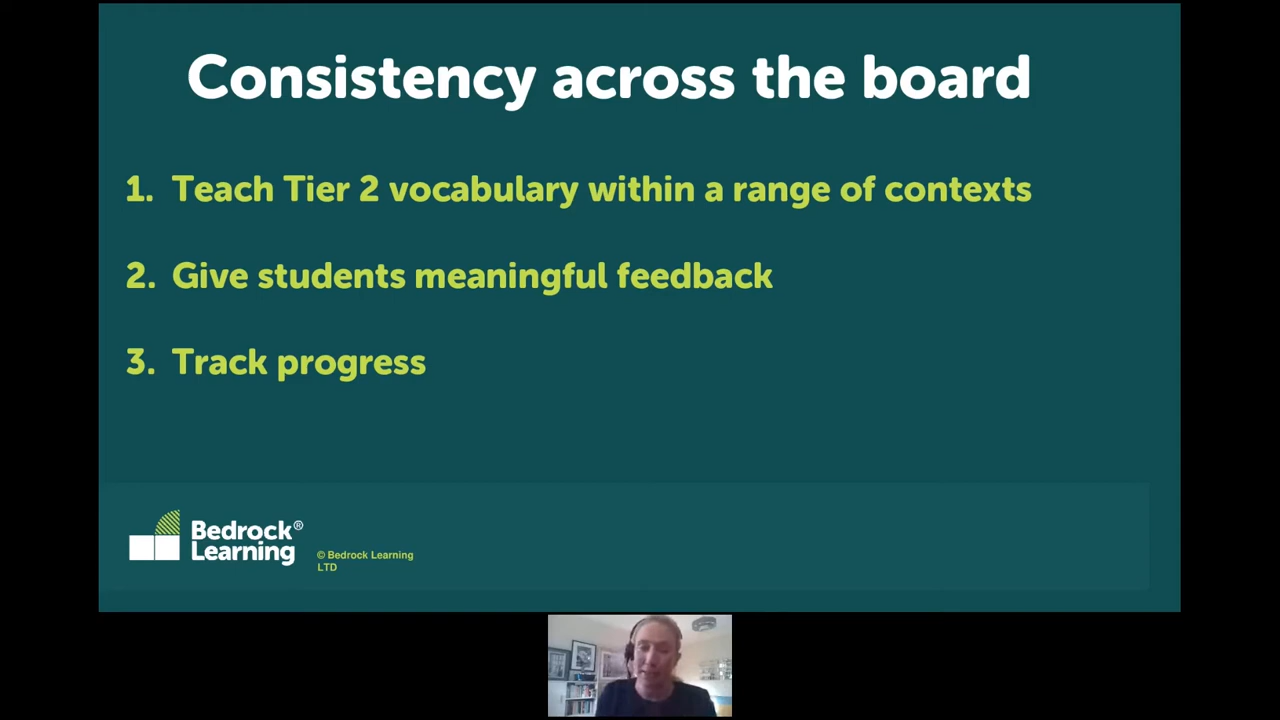 Consistency across the board
1. Teach Tier 2 vocabulary within a range of contexts
2. Give students meaningful feedback
3. Track progress
Bedrock®
Learning
© Bedrock Learning
LTD